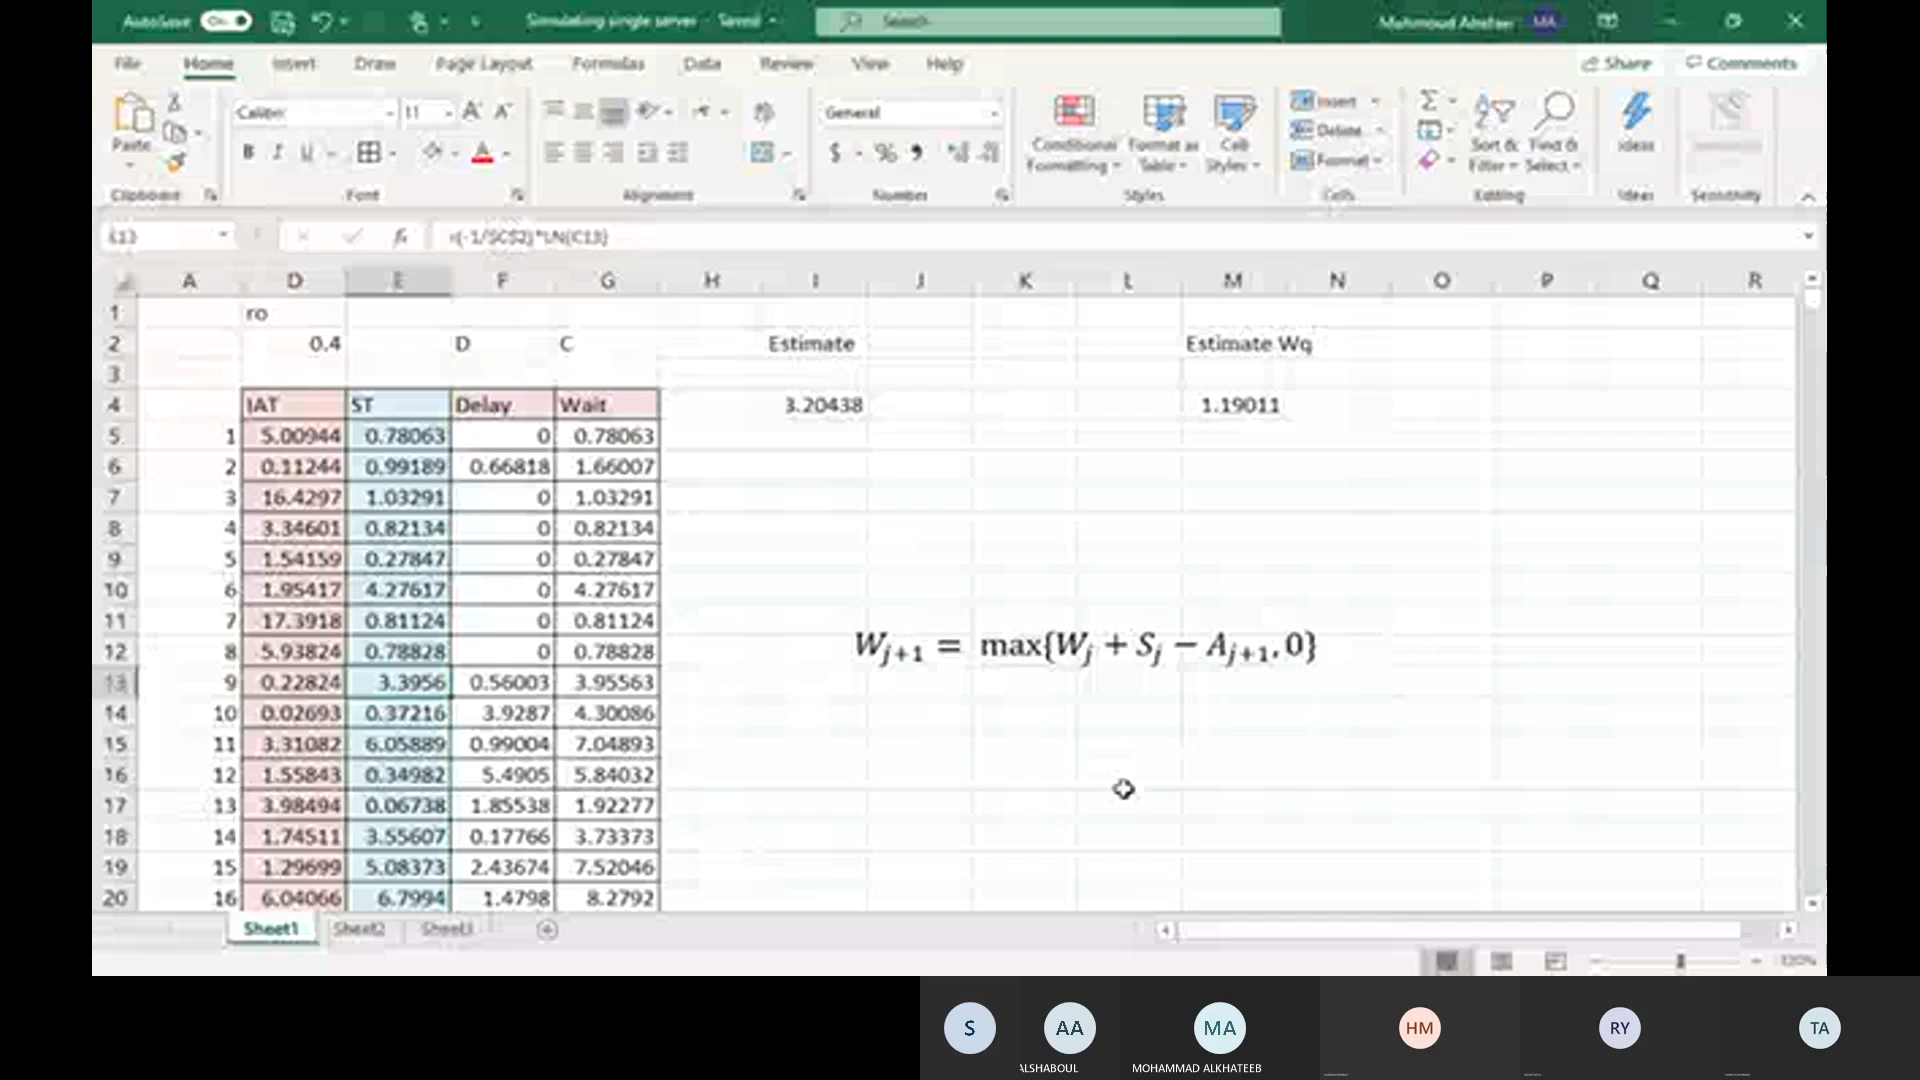 AutoSave On Simulating single server - Saved Search Mahmoud Alrefaei MA
File Home Insert Draw Page Layout Formulas Data Review View Help Share Comments
Calibri 11 General
Paste B I U $ % Conditional Formatting Format as Table Cell Styles Insert Delete Format Sort & Filter Find & Select Ideas
Clipboard Font Alignment Number Styles Cells Editing Ideas Sensitivity
E13 fx =(-1/$C$2)*LN(C13)
A D E F G H I J K L M N O P Q R
1 ro
2 0.4 D C Estimate Estimate Wq
3
4 IAT ST Delay Wait 3.20438 1.19011
5 1 5.00944 0.78063 0 0.78063
6 2 0.11244 0.99189 0.66818 1.66007
7 3 16.4297 1.03291 0 1.03291
8 4 3.34601 0.82134 0 0.82134
9 5 1.54159 0.27847 0 0.27847
10 6 1.95417 4.27617 0 4.27617
11 7 17.3918 0.81124 0 0.81124
12 8 5.93824 0.78828 0 0.78828
W_{j+1} = max{W_j + S_j − A_{j+1}, 0}
13 9 0.22824 3.3956 0.56003 3.95563
14 10 0.02693 0.37216 3.9287 4.30086
15 11 3.31082 6.05889 0.99004 7.04893
16 12 1.55843 0.34982 5.4905 5.84032
17 13 3.98494 0.06738 1.85538 1.92277
18 14 1.74511 3.55607 0.17766 3.73373
19 15 1.29699 5.08373 2.43674 7.52046
20 16 6.04066 6.7994 1.4798 8.2792
Sheet1 Sheet2 Sheet3
120%
S AA MA HM RY TA
ALSHABOUL MOHAMMAD ALKHATEEB